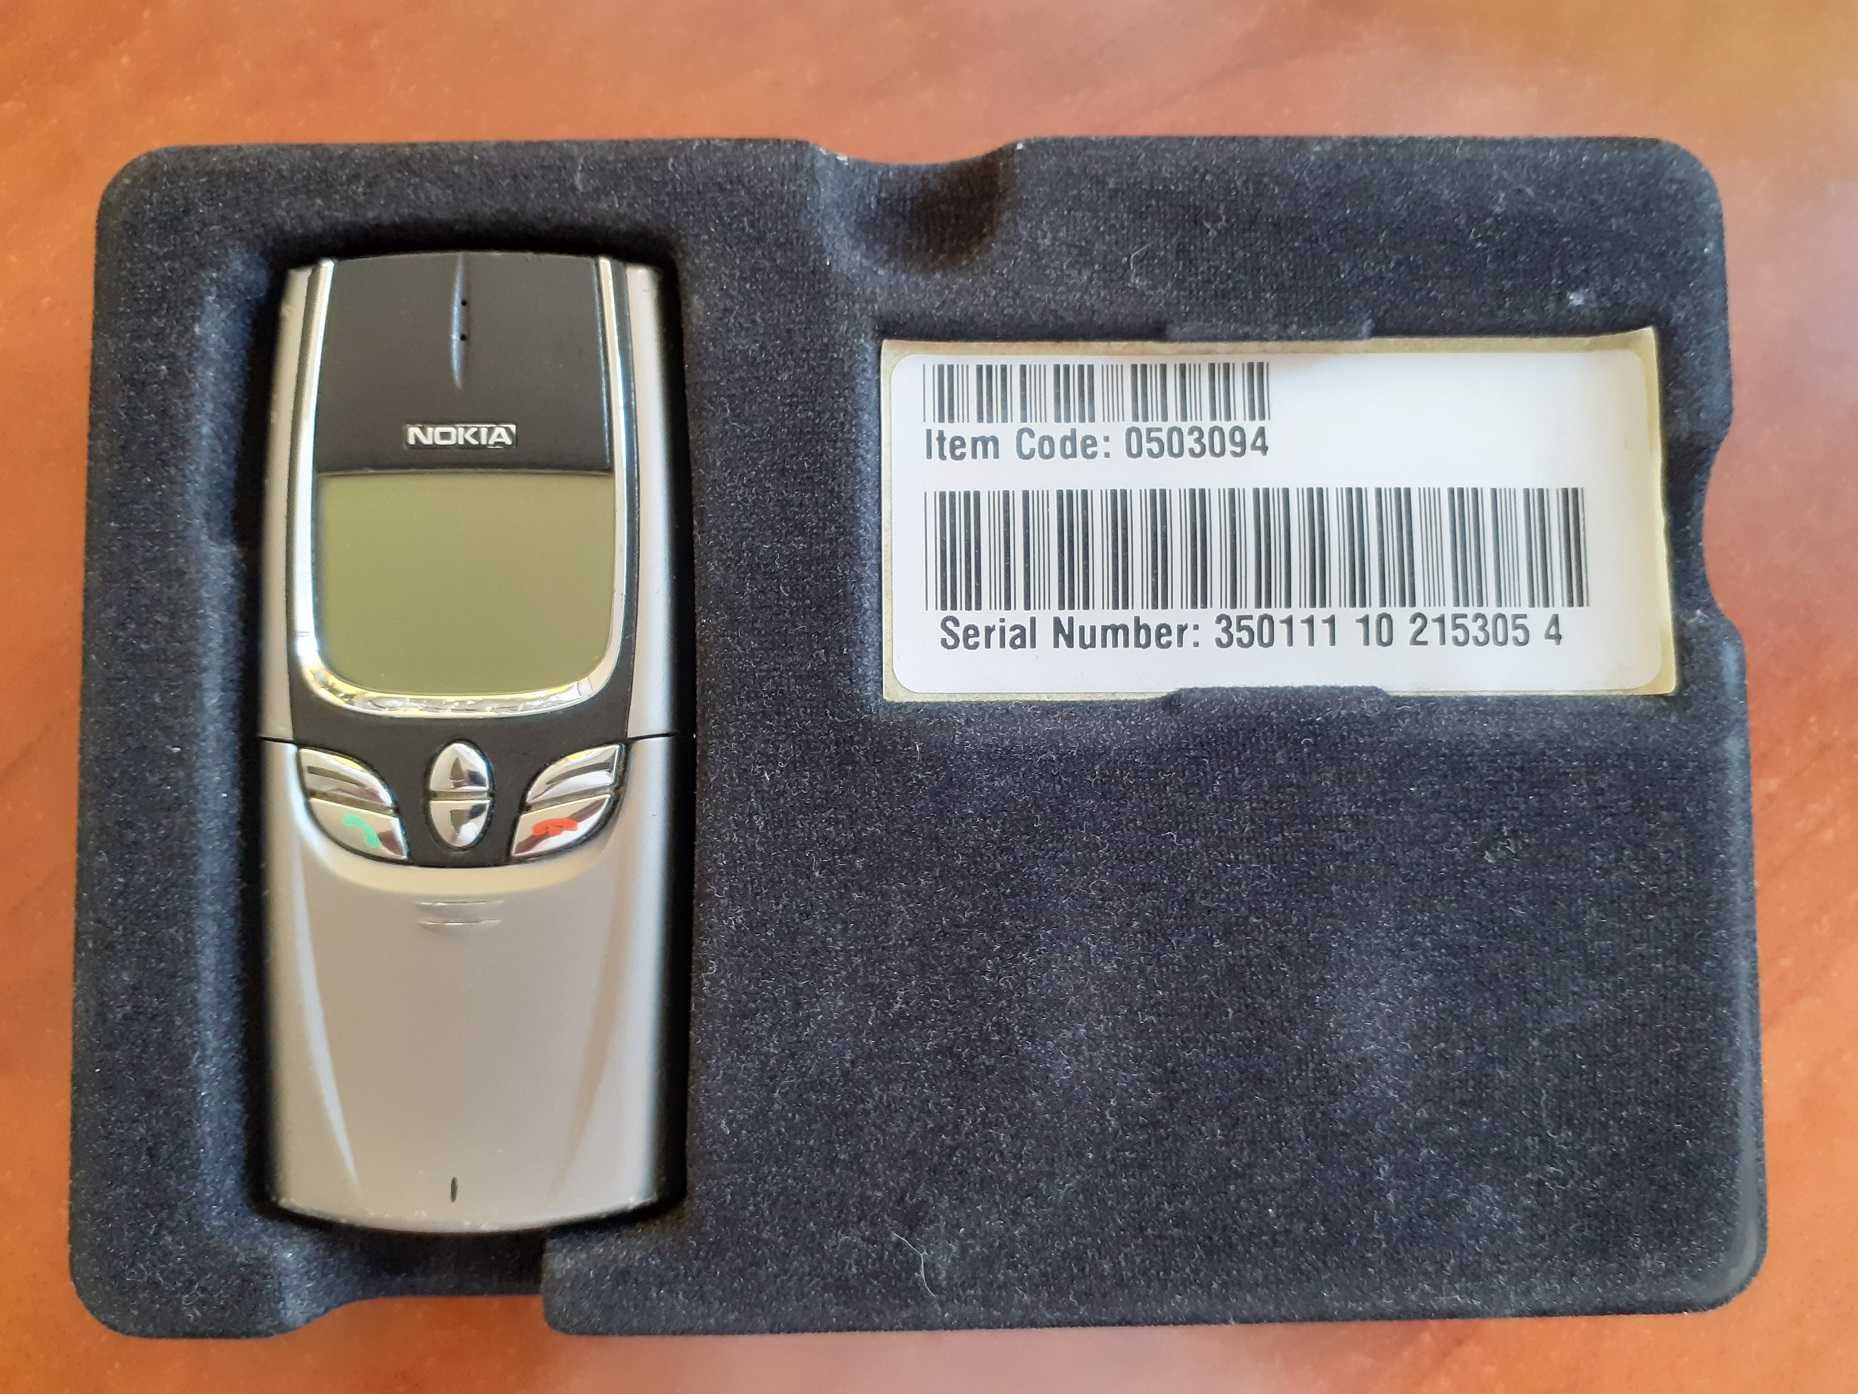 NOKIA
Item Code: 0503094
Serial Number: 350111 10 215305 4